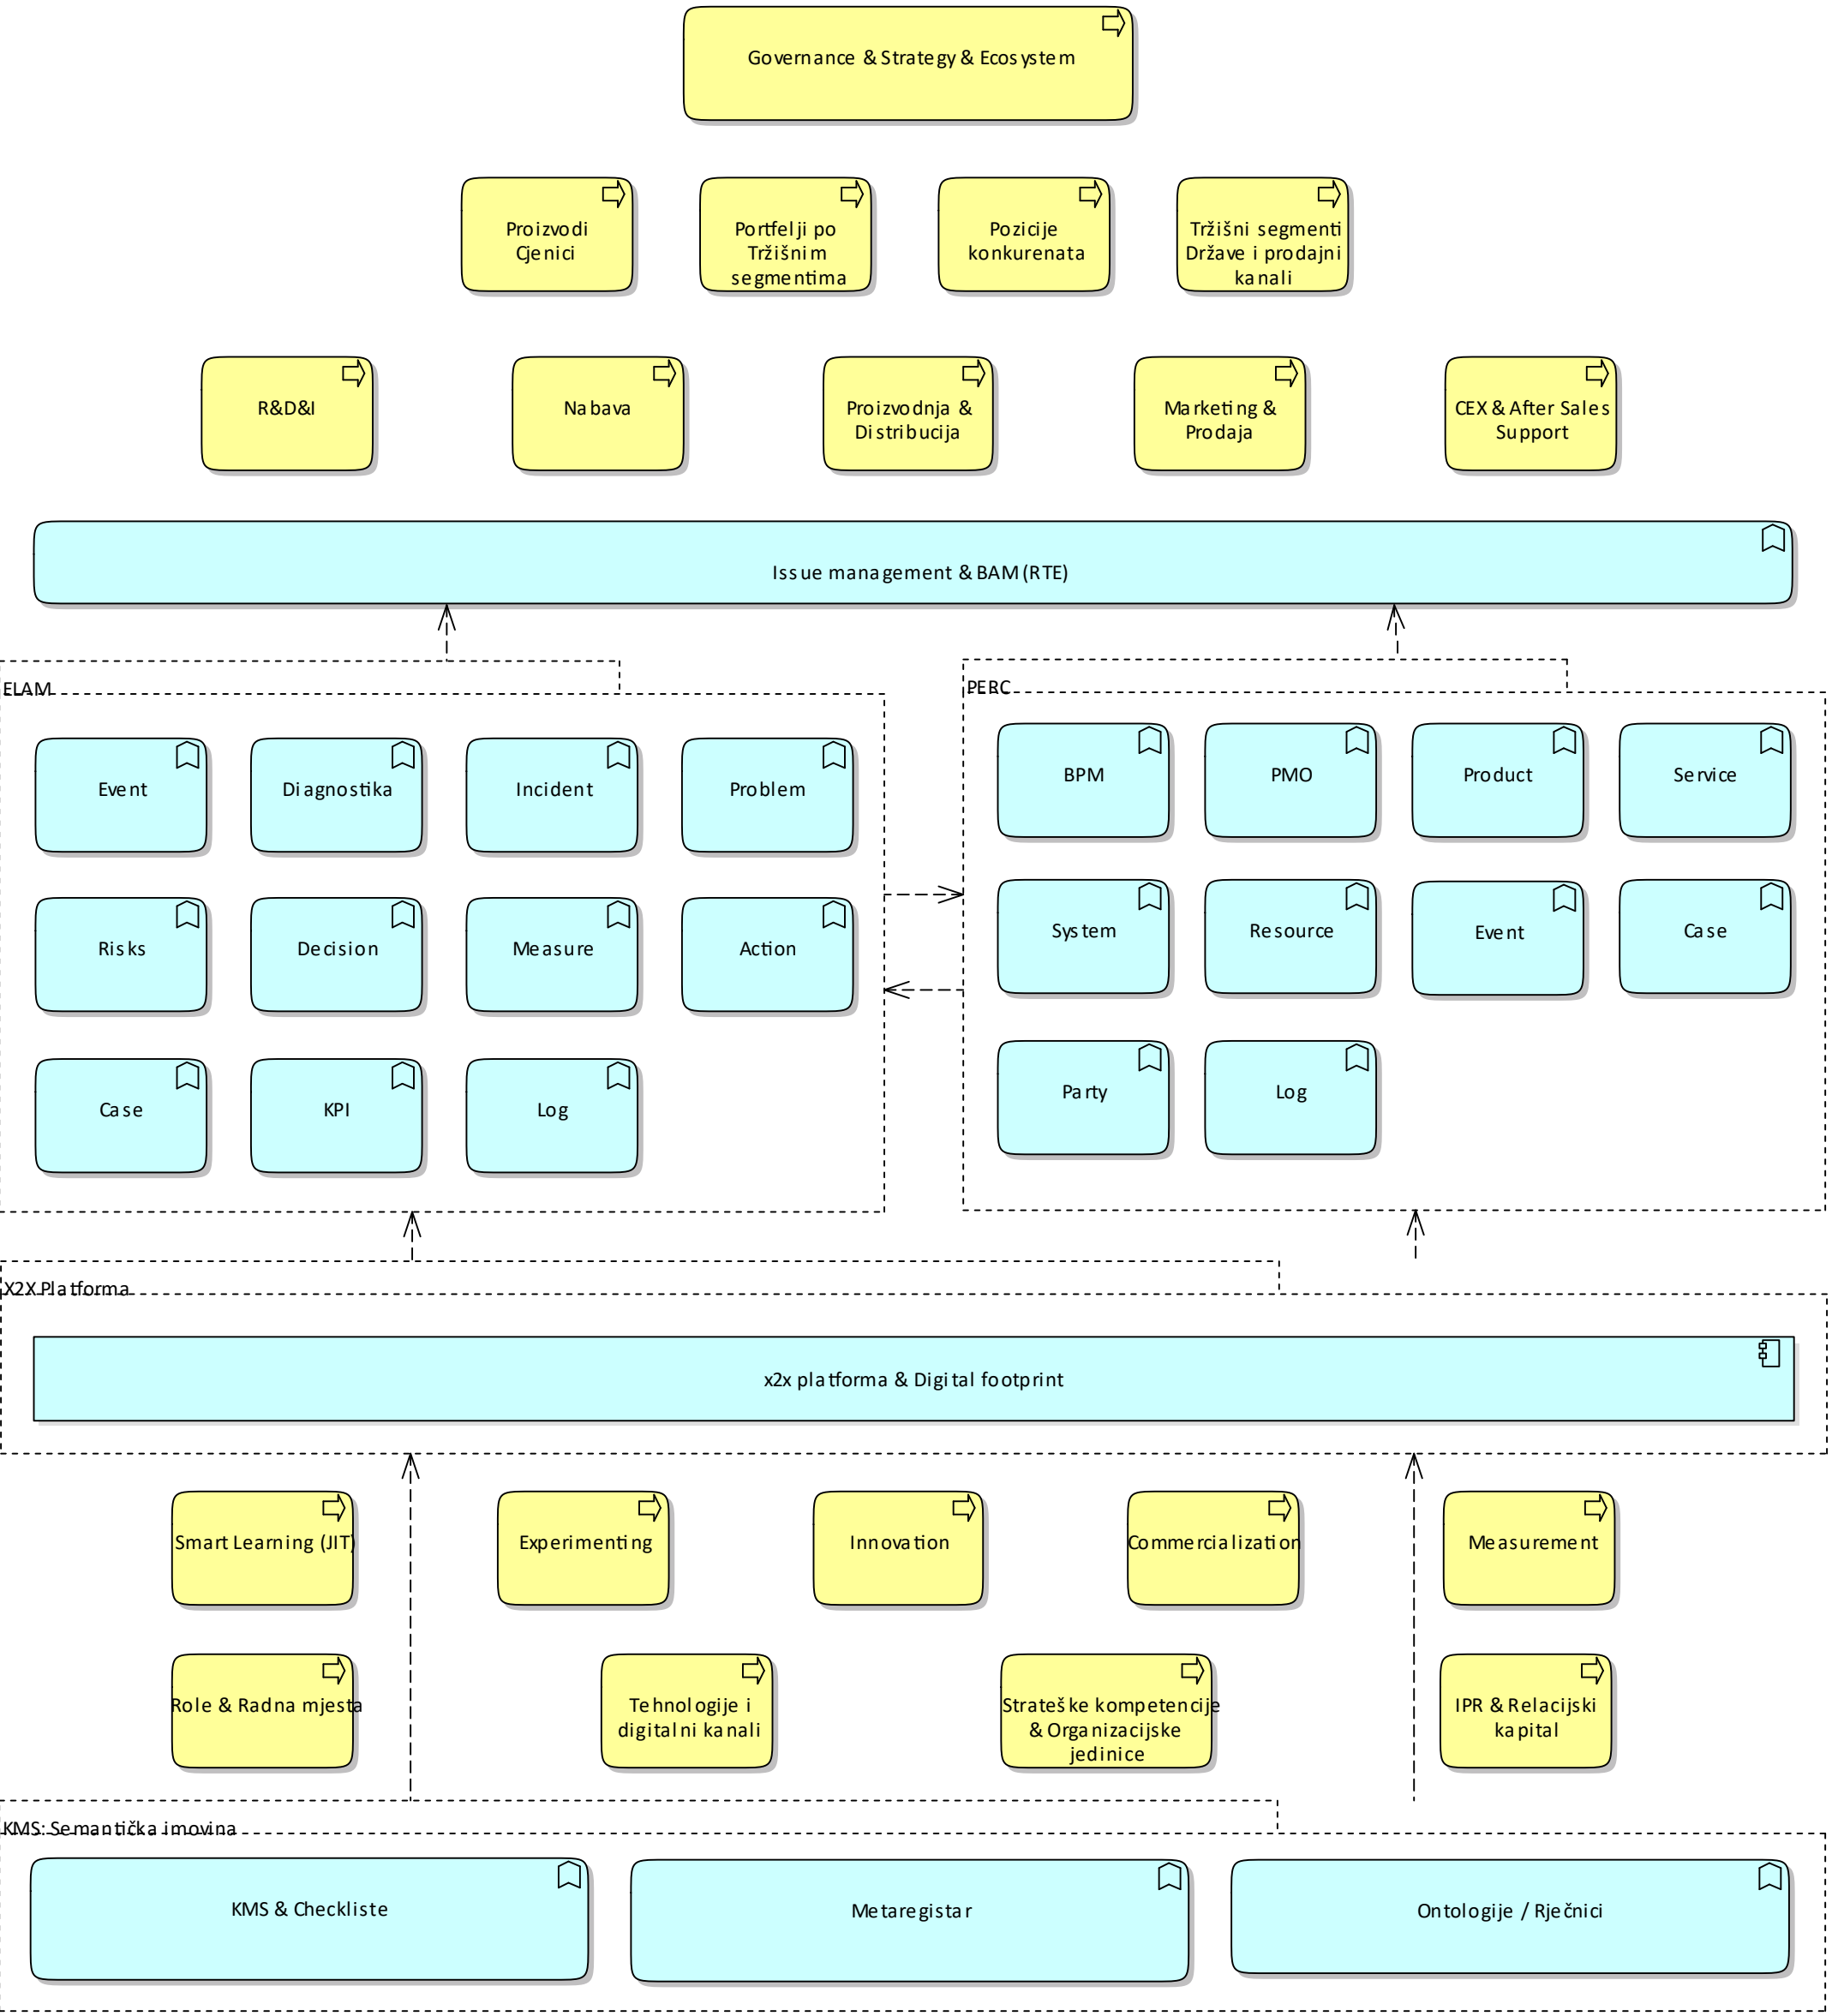 Governance & Strategy & Ecosystem
Proizvodi
Cjenici
Portfelji po
Tržišnim
segmentima
Pozicije
konkurenata
Tržišni segmenti
Države i prodajni
kanali
R&D&I
Nabava
Proizvodnja &
Distribucija
Marketing &
Prodaja
CEX & After Sales
Support
Issue management & BAM (RTE)
ELAM
Event
Diagnostika
Incident
Problem
Risks
Decision
Measure
Action
Case
KPI
Log
PERC
BPM
PMO
Product
Service
System
Resource
Event
Case
Party
Log
X2X Platforma
x2x platforma & Digital footprint
Smart Learning (JIT)
Experimenting
Innovation
Commercialization
Measurement
Role & Radna mjesta
Tehnologije i
digitalni kanali
Strateške kompetencije
& Organizacijske
jedinice
IPR & Relacijski
kapital
KMS: Semantička imovina
KMS & Checkliste
Metaregistar
Ontologije / Rječnici